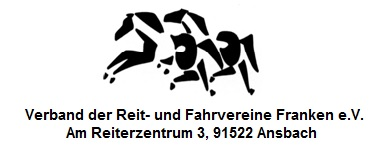 Verband der Reit- und Fahrvereine Franken e.V.
Am Reiterzentrum 3, 91522 Ansbach